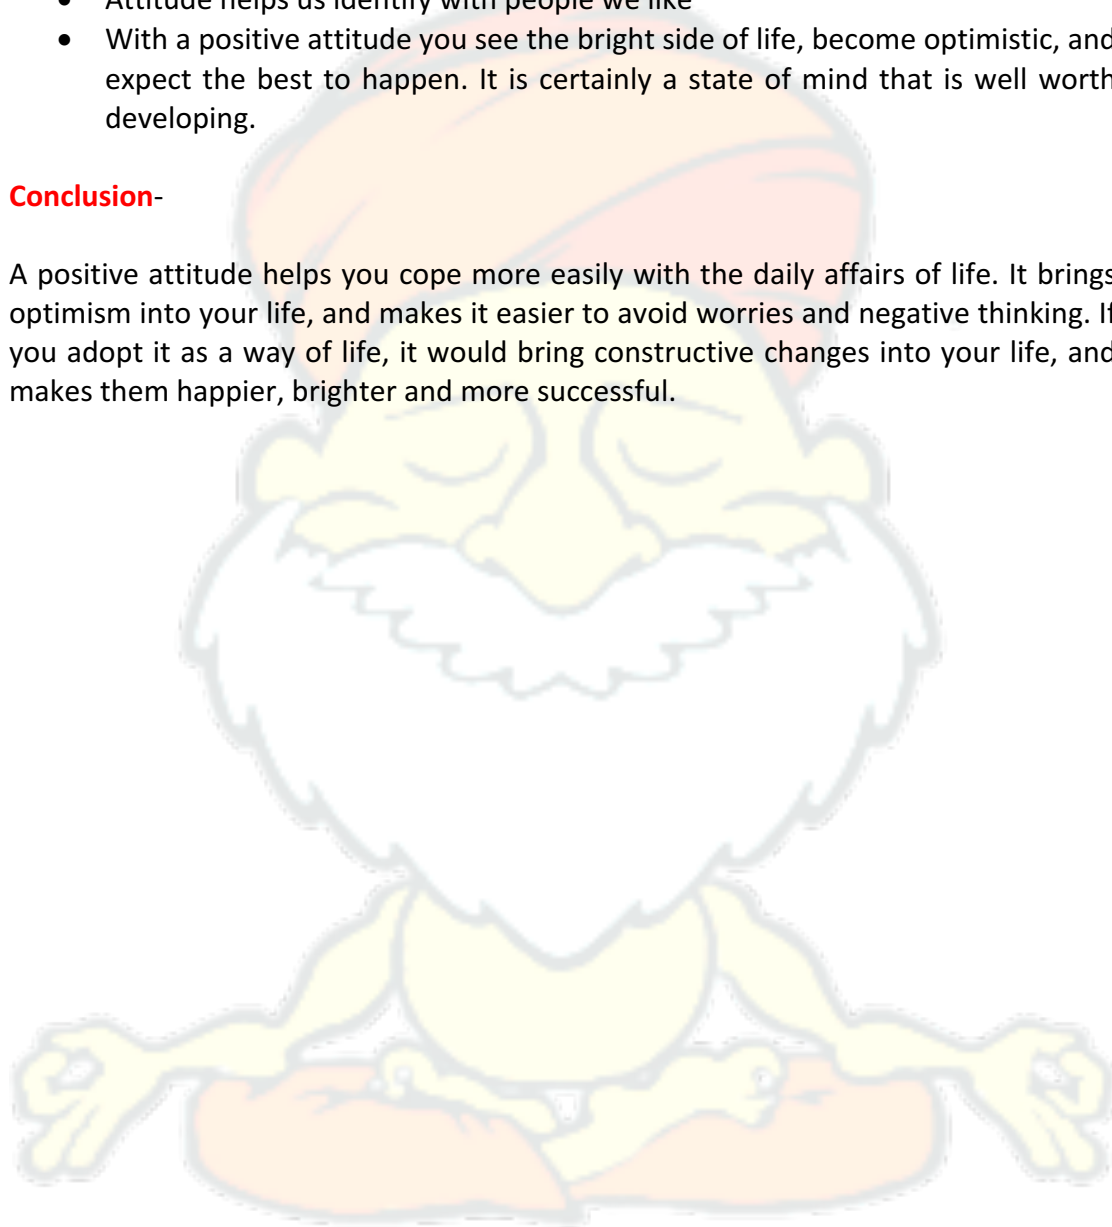 • Attitude helps us identify with people we like
• With a positive attitude you see the bright side of life, become optimistic, and
expect the best to happen. It is certainly a state of mind that is well worth
developing.
Conclusion-
A positive attitude helps you cope more easily with the daily affairs of life. It brings
optimism into your life, and makes it easier to avoid worries and negative thinking. If
you adopt it as a way of life, it would bring constructive changes into your life, and
makes them happier, brighter and more successful.